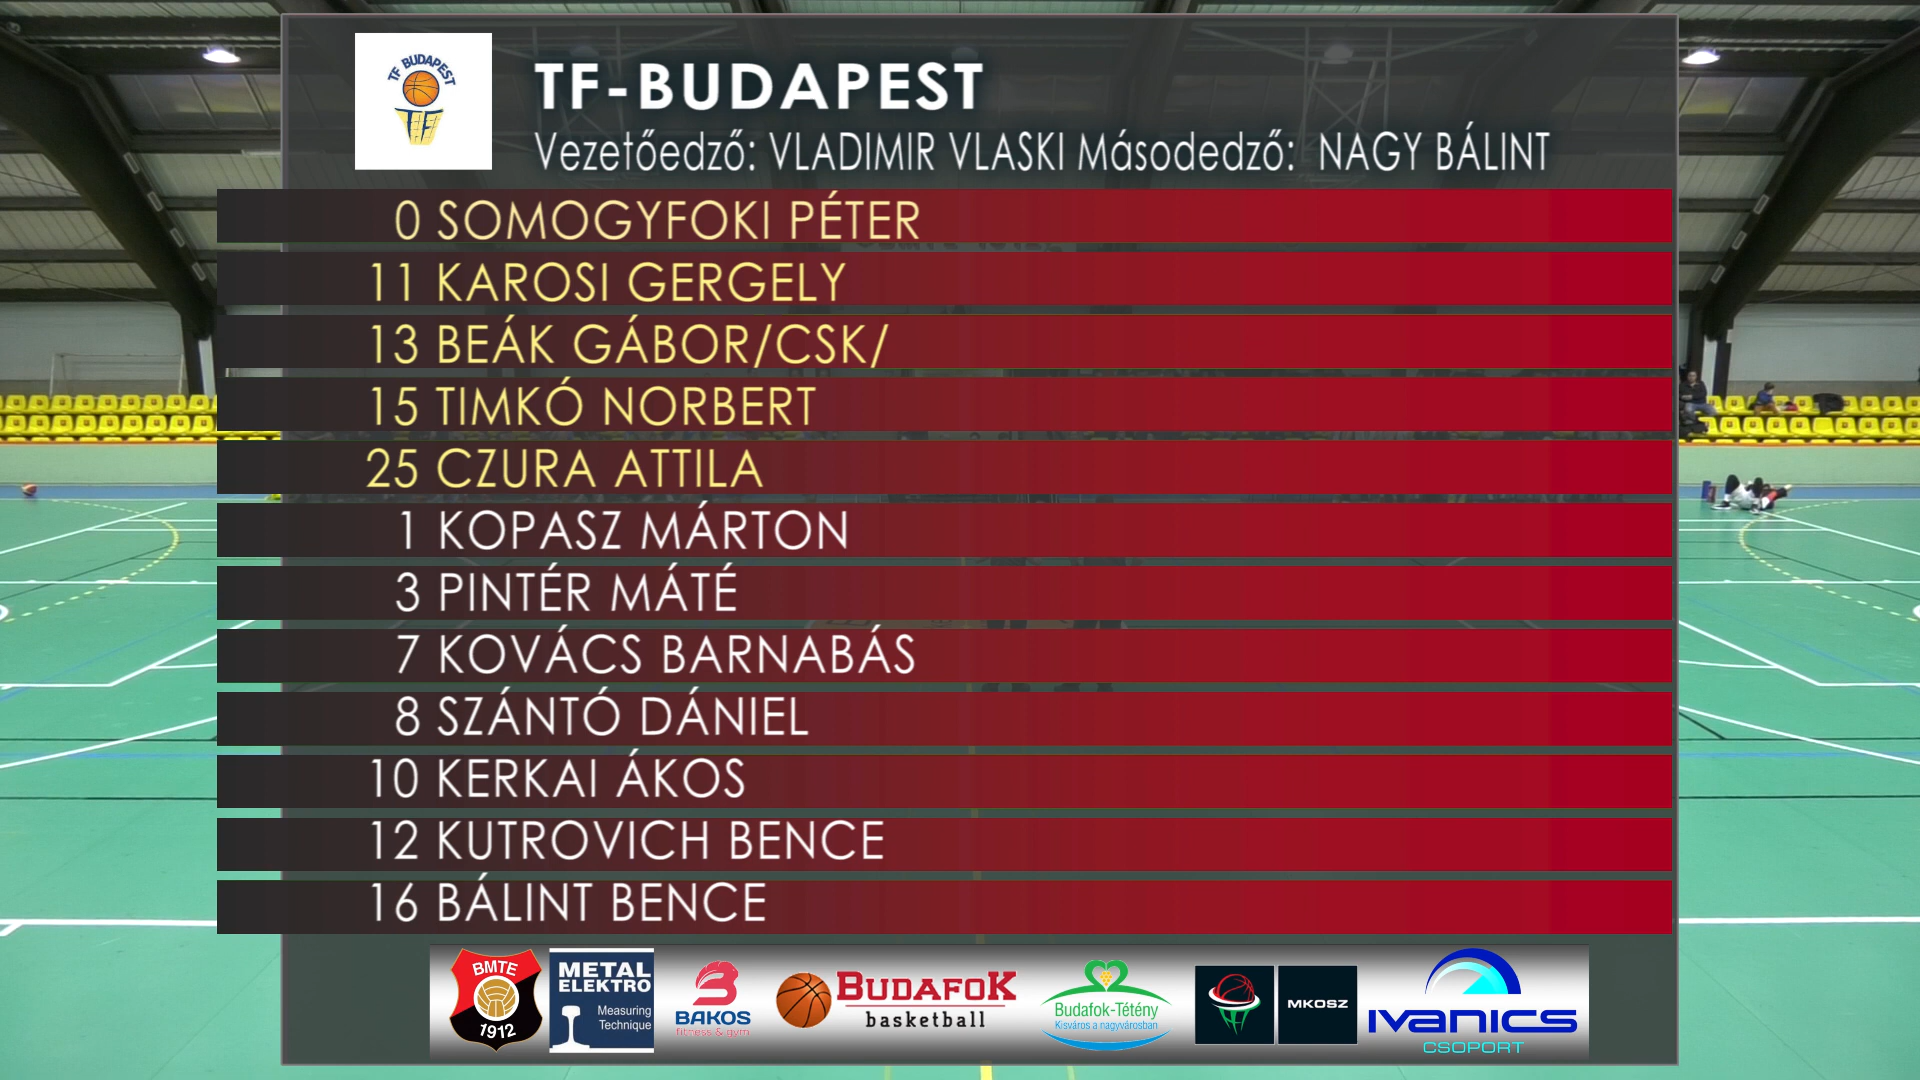 TF BUDAPEST
TF
TF-BUDAPEST
Vezetőedző: VLADIMIR VLASKI Másodedző: NAGY BÁLINT
0 SOMOGYFOKI PÉTER
11 KAROSI GERGELY
13 BEÁK GÁBOR/CSK/
15 TIMKÓ NORBERT
25 CZURA ATTILA
1 KOPASZ MÁRTON
3 PINTÉR MÁTÉ
7 KOVÁCS BARNABÁS
8 SZÁNTÓ DÁNIEL
10 KERKAI ÁKOS
12 KUTROVICH BENCE
16 BÁLINT BENCE
BMTE
1912
METAL
ELEKTRO
Measuring
Technique
BAKOS
fitness & gym
BUDAFOK
basketball
Budafok-Tétény
Kisváros a nagyvárosban
MKOSZ
IVANICS
CSOPORT